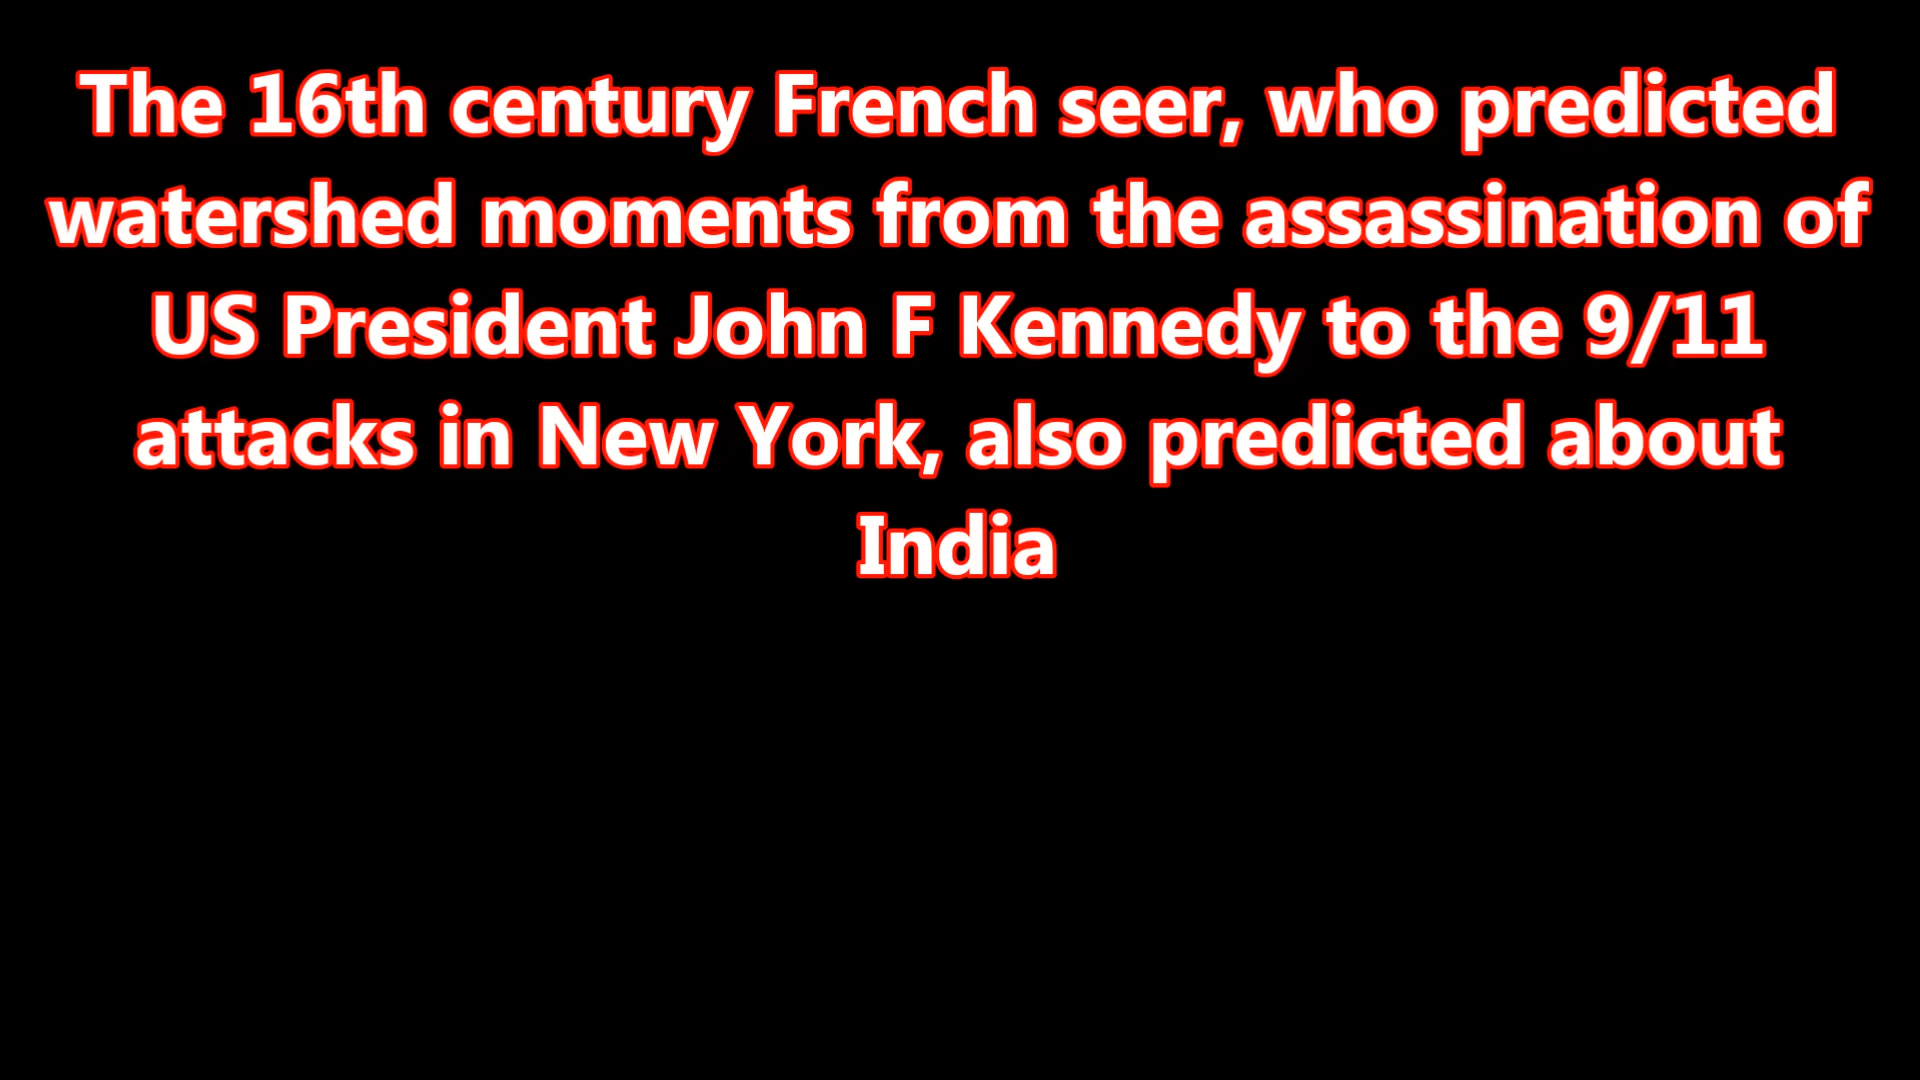 The 16th century French seer, who predicted
watershed moments from the assassination of
US President John F Kennedy to the 9/11
attacks in New York, also predicted about
India